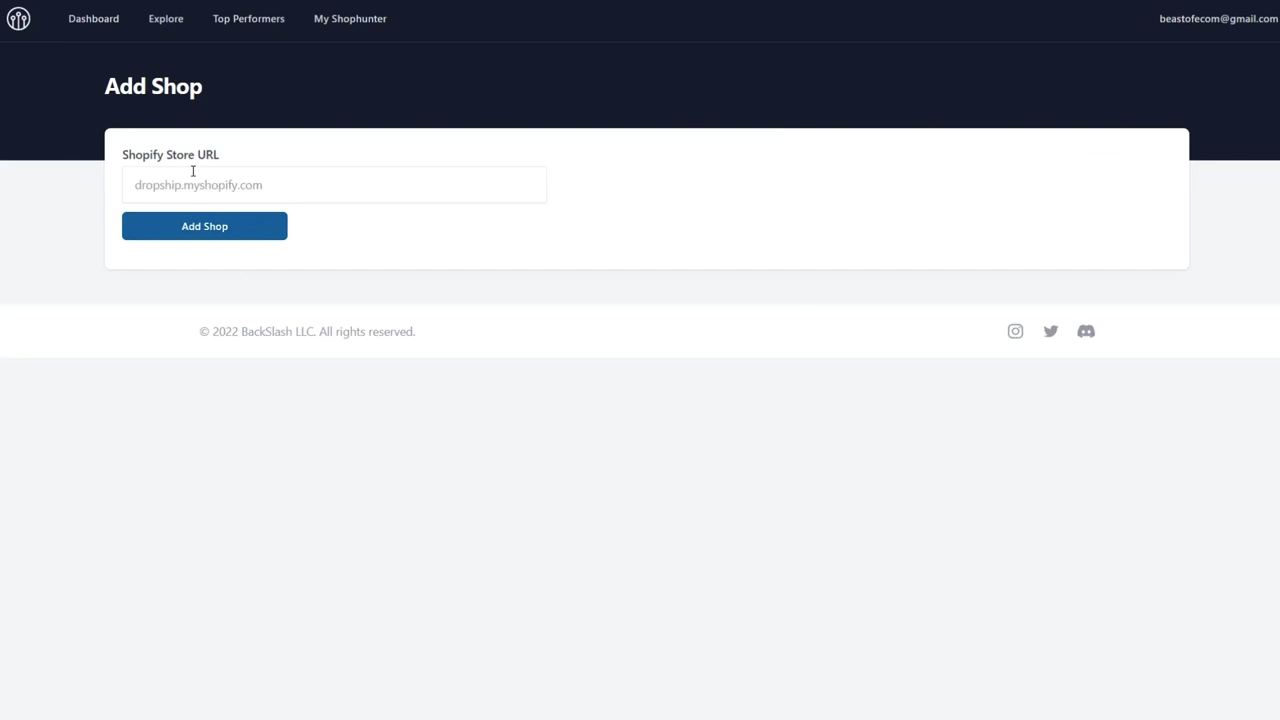 Dashboard Explore Top Performers My Shophunter beastofecom@gmail.com
Add Shop
Shopify Store URL
dropship.myshopify.com
Add Shop
© 2022 BackSlash LLC. All rights reserved.